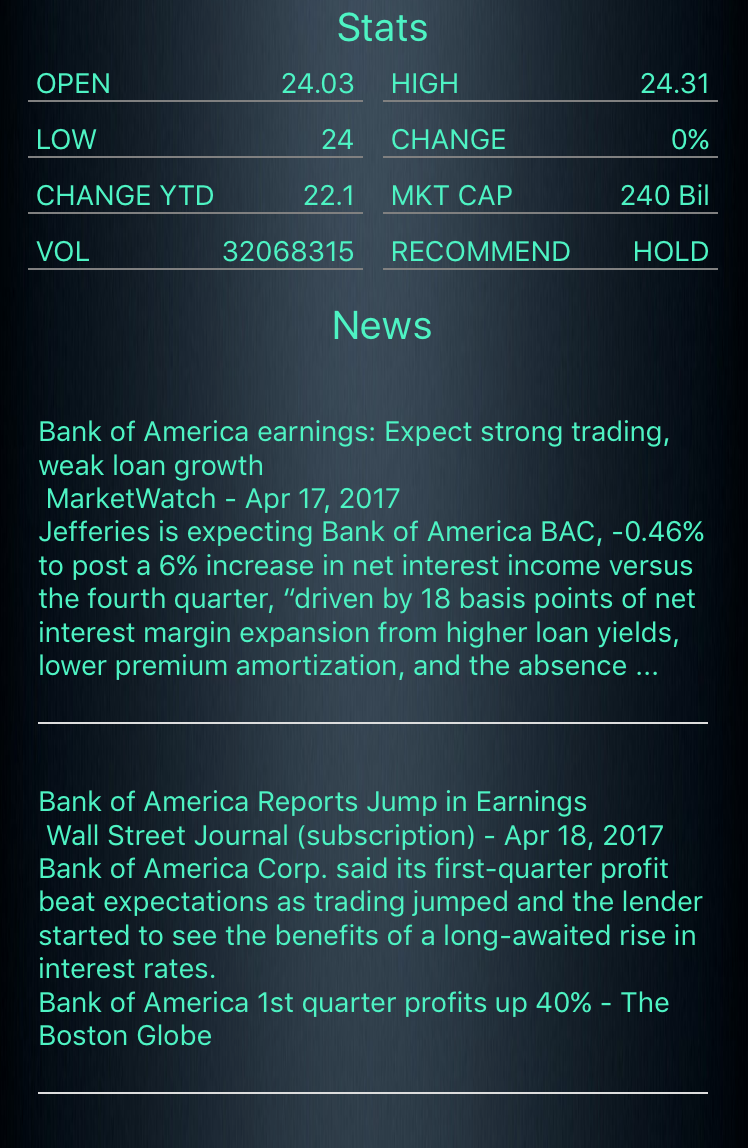 Stats
OPEN 24.03 HIGH 24.31
LOW 24 CHANGE 0%
CHANGE YTD 22.1 MKT CAP 240 Bil
VOL 32068315 RECOMMEND HOLD
News
Bank of America earnings: Expect strong trading,
weak loan growth
MarketWatch - Apr 17, 2017
Jefferies is expecting Bank of America BAC, -0.46%
to post a 6% increase in net interest income versus
the fourth quarter, “driven by 18 basis points of net
interest margin expansion from higher loan yields,
lower premium amortization, and the absence ...
Bank of America Reports Jump in Earnings
Wall Street Journal (subscription) - Apr 18, 2017
Bank of America Corp. said its first-quarter profit
beat expectations as trading jumped and the lender
started to see the benefits of a long-awaited rise in
interest rates.
Bank of America 1st quarter profits up 40% - The
Boston Globe